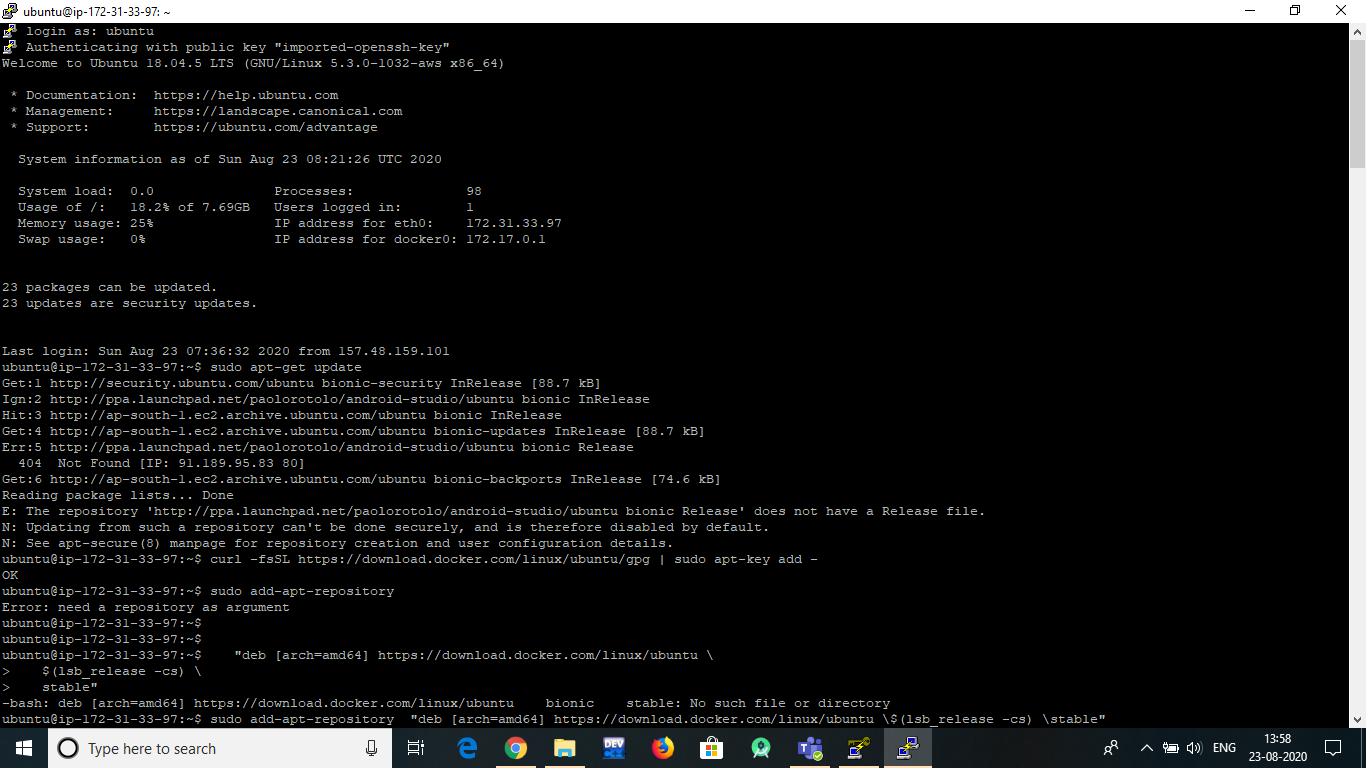 ubuntu@ip-172-31-33-97: ~
login as: ubuntu
Authenticating with public key "imported-openssh-key"
Welcome to Ubuntu 18.04.5 LTS (GNU/Linux 5.3.0-1032-aws x86_64)
* Documentation:  https://help.ubuntu.com
* Management:     https://landscape.canonical.com
* Support:        https://ubuntu.com/advantage
System information as of Sun Aug 23 08:21:26 UTC 2020
System load:  0.0               Processes:              98
Usage of /:   18.2% of 7.69GB   Users logged in:        1
Memory usage: 25%               IP address for eth0:    172.31.33.97
Swap usage:   0%                IP address for docker0: 172.17.0.1
23 packages can be updated.
23 updates are security updates.
Last login: Sun Aug 23 07:36:32 2020 from 157.48.159.101
ubuntu@ip-172-31-33-97:~$ sudo apt-get update
Get:1 http://security.ubuntu.com/ubuntu bionic-security InRelease [88.7 kB]
Ign:2 http://ppa.launchpad.net/paolorotolo/android-studio/ubuntu bionic InRelease
Hit:3 http://ap-south-1.ec2.archive.ubuntu.com/ubuntu bionic InRelease
Get:4 http://ap-south-1.ec2.archive.ubuntu.com/ubuntu bionic-updates InRelease [88.7 kB]
Err:5 http://ppa.launchpad.net/paolorotolo/android-studio/ubuntu bionic Release
404  Not Found [IP: 91.189.95.83 80]
Get:6 http://ap-south-1.ec2.archive.ubuntu.com/ubuntu bionic-backports InRelease [74.6 kB]
Reading package lists... Done
E: The repository 'http://ppa.launchpad.net/paolorotolo/android-studio/ubuntu bionic Release' does not have a Release file.
N: Updating from such a repository can't be done securely, and is therefore disabled by default.
N: See apt-secure(8) manpage for repository creation and user configuration details.
ubuntu@ip-172-31-33-97:~$ curl -fsSL https://download.docker.com/linux/ubuntu/gpg | sudo apt-key add -
OK
ubuntu@ip-172-31-33-97:~$ sudo add-apt-repository
Error: need a repository as argument
ubuntu@ip-172-31-33-97:~$
ubuntu@ip-172-31-33-97:~$
ubuntu@ip-172-31-33-97:~$    "deb [arch=amd64] https://download.docker.com/linux/ubuntu \
>    $(lsb_release -cs) \
>    stable"
-bash: deb [arch=amd64] https://download.docker.com/linux/ubuntu    bionic    stable: No such file or directory
ubuntu@ip-172-31-33-97:~$ sudo add-apt-repository  "deb [arch=amd64] https://download.docker.com/linux/ubuntu \$(lsb_release -cs) \stable"
Type here to search
DEV
ENG
13:58
23-08-2020